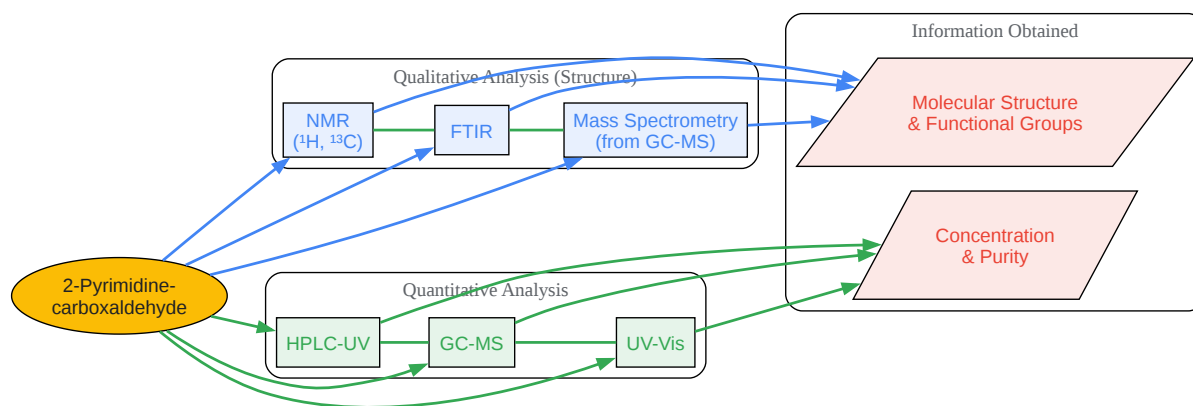 Information Obtained
Qualitative Analysis (Structure)
NMR
(¹H, ¹³C)
FTIR
Mass Spectrometry
(from GC-MS)
Molecular Structure
& Functional Groups
2-Pyrimidine-
carboxaldehyde
Quantitative Analysis
HPLC-UV
GC-MS
UV-Vis
Concentration
& Purity